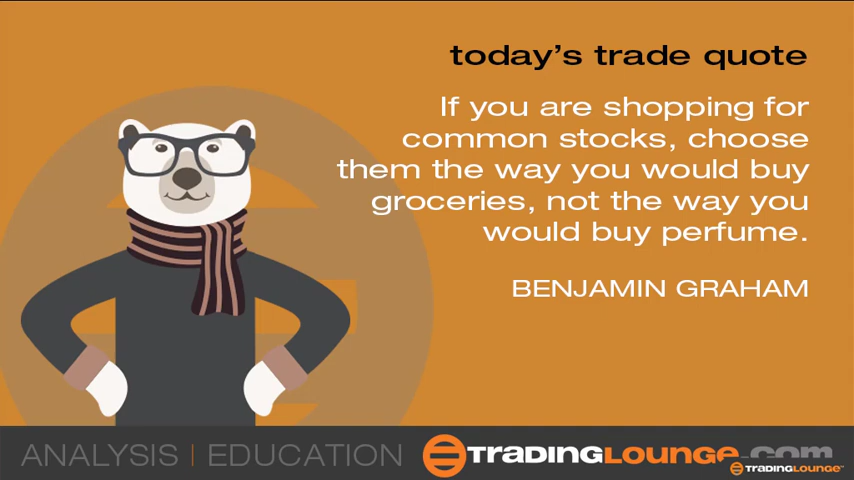 today's trade quote
If you are shopping for
common stocks, choose
them the way you would buy
groceries, not the way you
would buy perfume.
BENJAMIN GRAHAM
ANALYSIS | EDUCATION
TRADINGLOUNGE.com
TRADINGLOUNGE™